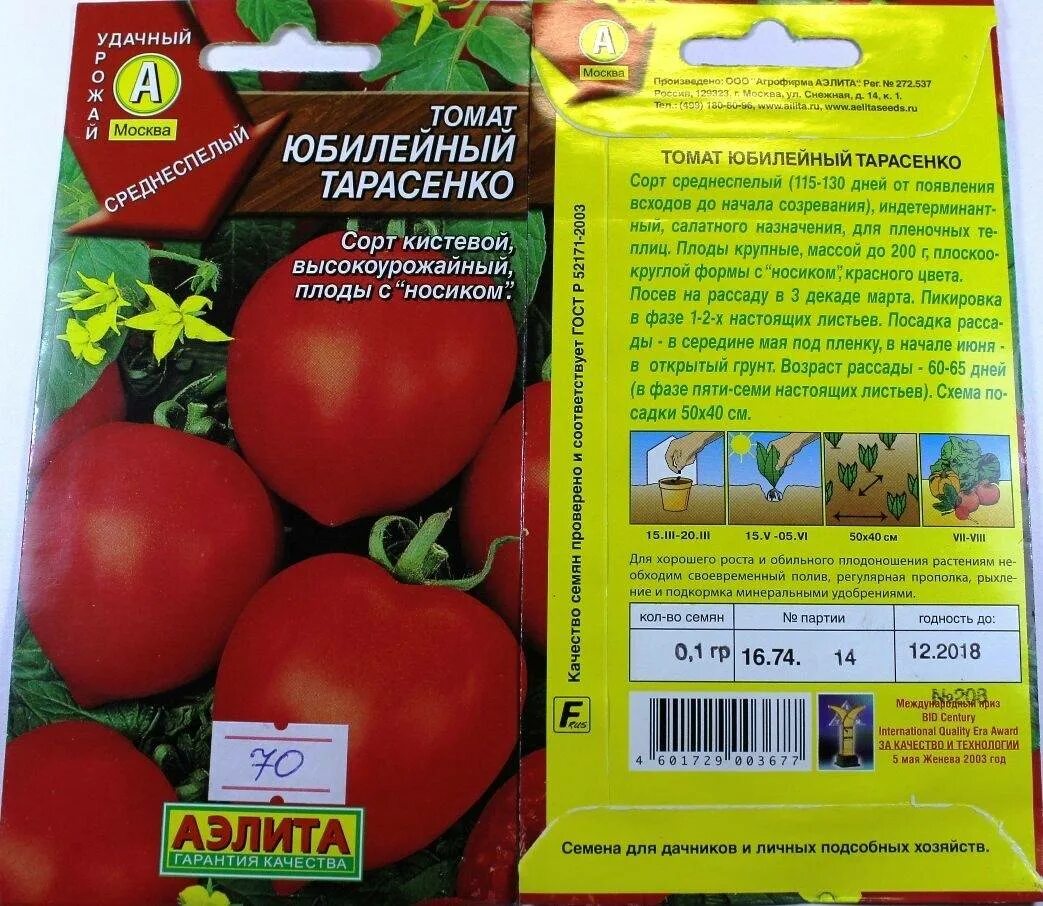 УДАЧНЫЙ
УРОЖАЙ
А
Москва
СРЕДНЕСПЕЛЫЙ
ТОМАТ
ЮБИЛЕЙНЫЙ
ТАРАСЕНКО
Сорт кистевой,
высокоурожайный,
плоды с “носиком”.
70
АЭЛИТА
ГАРАНТИЯ КАЧЕСТВА
А
Москва
Произведено: ООО "Агрофирма АЭЛИТА" Рег. № 272.537
Россия, 129323, г. Москва, ул. Снежная, д. 14, к. 1.
Тел.: (499) 180-60-96, www.ailita.ru, www.aelitaseeds.ru
ТОМАТ ЮБИЛЕЙНЫЙ ТАРАСЕНКО
Сорт среднеспелый (115-130 дней от появления
всходов до начала созревания), индетерминант-
ный, салатного назначения, для пленочных те-
плиц. Плоды крупные, массой до 200 г, плоско-
округлой формы с “носиком”, красного цвета.
Посев на рассаду в 3 декаде марта. Пикировка
в фазе 1-2-х настоящих листьев. Посадка расса-
ды - в середине мая под пленку, в начале июня -
в открытый грунт. Возраст рассады - 60-65 дней
(в фазе пяти-семи настоящих листьев). Схема по-
садки 50х40 см.
15.III-20.III
15.V -05.VI
50х40 см
VII-VIII
Для хорошего роста и обильного плодоношения растениям не-
обходим своевременный полив, регулярная прополка, рыхле-
ние и подкормка минеральными удобрениями.
кол-во семян
№ партии
годность до:
0,1 гр
16.74. 14
12.2018
№208
Качество семян проверено и соответствует ГОСТ Р 52171-2003
F RUS
4 601729 003677
Международный приз
BID Century
International Quality Era Award
ЗА КАЧЕСТВО И ТЕХНОЛОГИИ
5 мая Женева 2003 год
Семена для дачников и личных подсобных хозяйств.